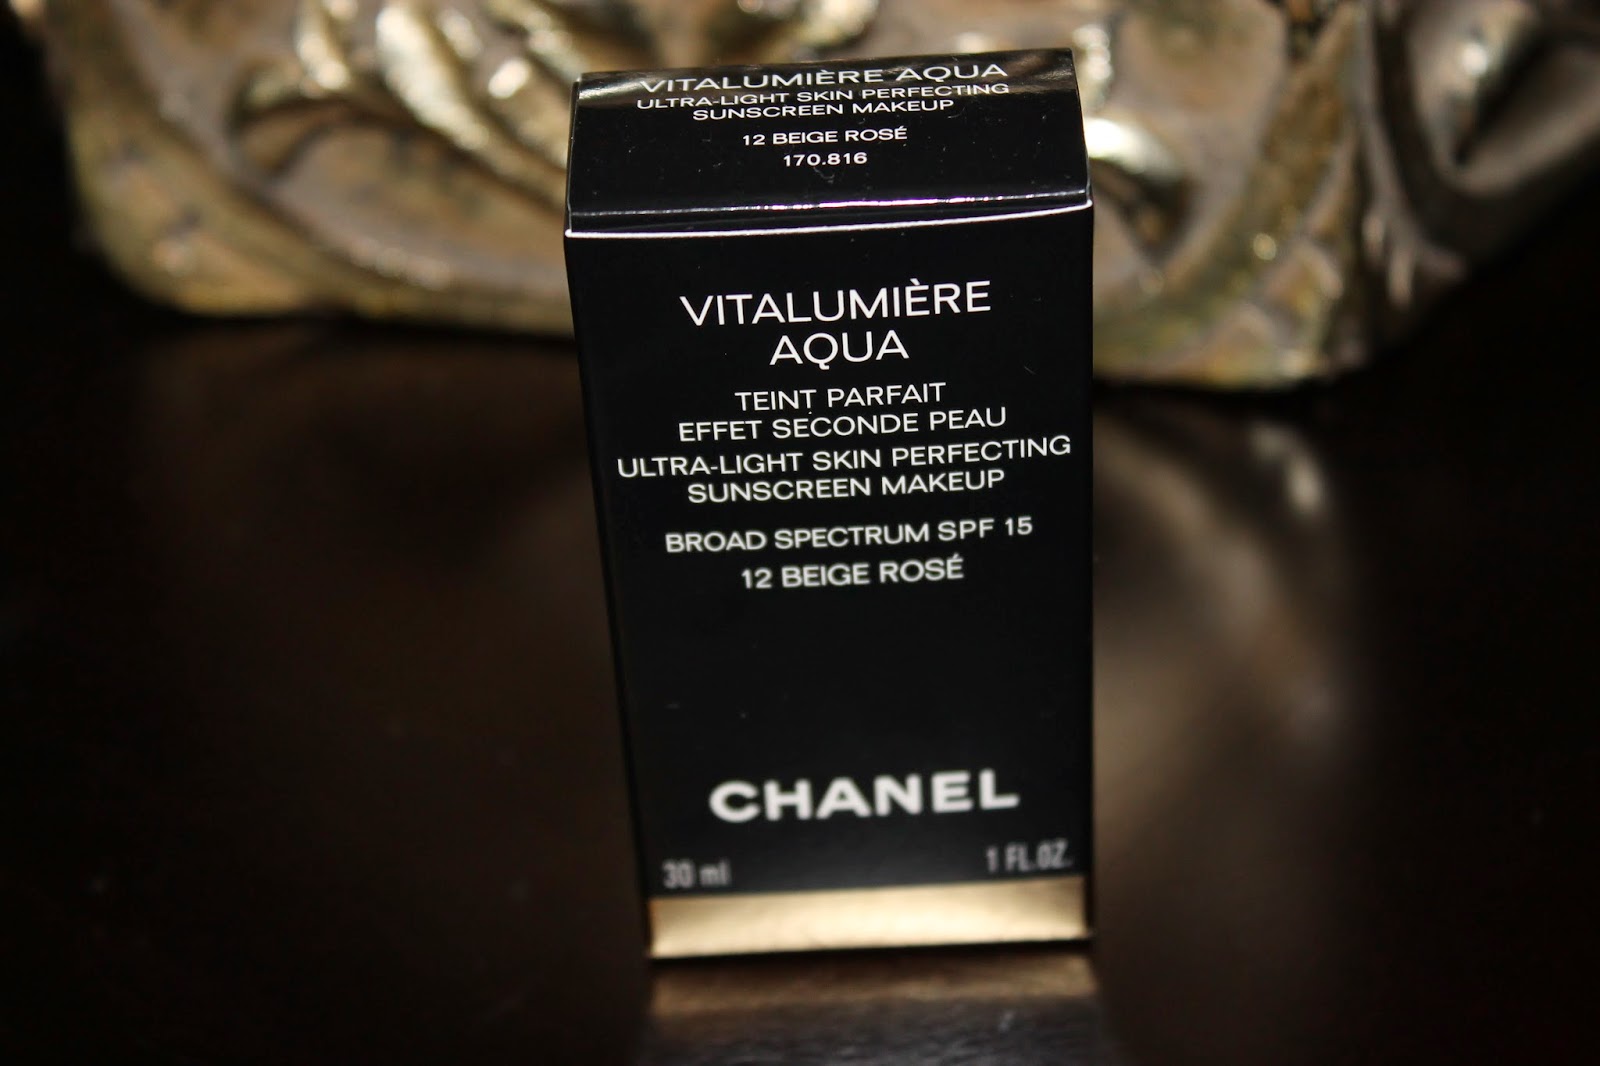 VITALUMIÈRE AQUA
ULTRA-LIGHT SKIN PERFECTING
SUNSCREEN MAKEUP
12 BEIGE ROSÉ
170.816
VITALUMIÈRE
AQUA
TEINT PARFAIT
EFFET SECONDE PEAU
ULTRA-LIGHT SKIN PERFECTING
SUNSCREEN MAKEUP
BROAD SPECTRUM SPF 15
12 BEIGE ROSÉ
CHANEL
30 ml 1 FL.OZ.